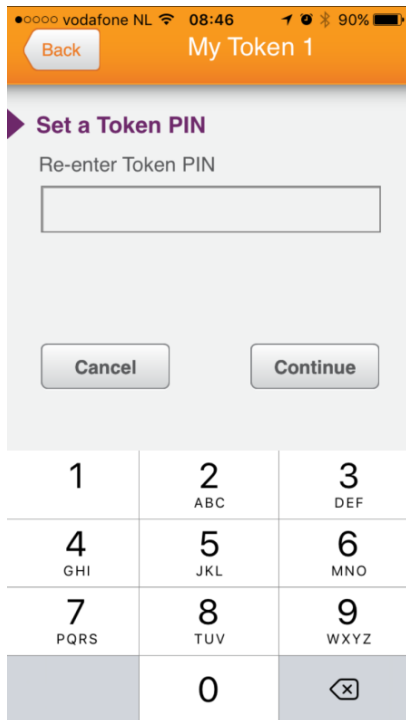 vodafone NL 08:46 90%
Back My Token 1
Set a Token PIN
Re-enter Token PIN
Cancel Continue
1 2 3
ABC DEF
4 5 6
GHI JKL MNO
7 8 9
PQRS TUV WXYZ
0